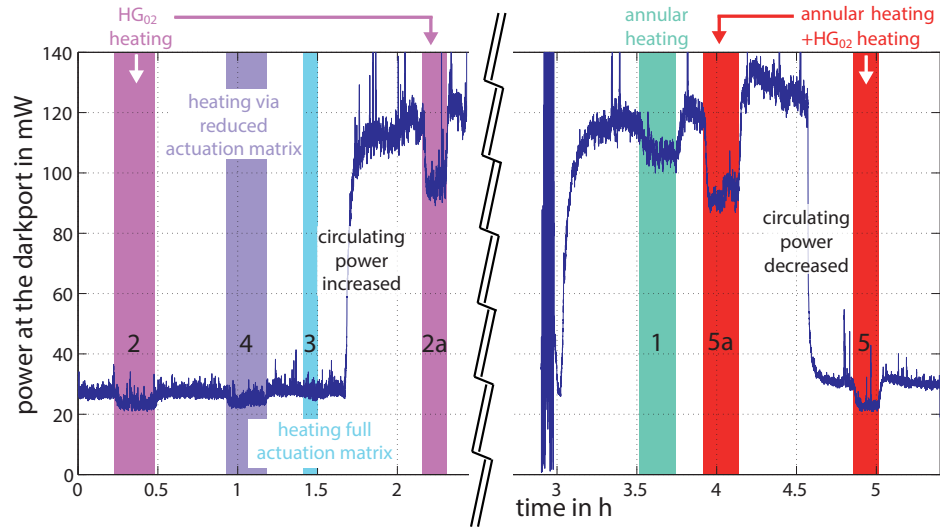 HG02
heating
annular
heating
annular heating
+HG02 heating
power at the darkport in mW
140
120
100
80
60
40
20
0
heating via
reduced
actuation matrix
circulating
power
increased
circulating
power
decreased
2
4
3
2a
1
5a
5
heating full
actuation matrix
0
0.5
1
1.5
2
3
3.5
4
4.5
5
time in h